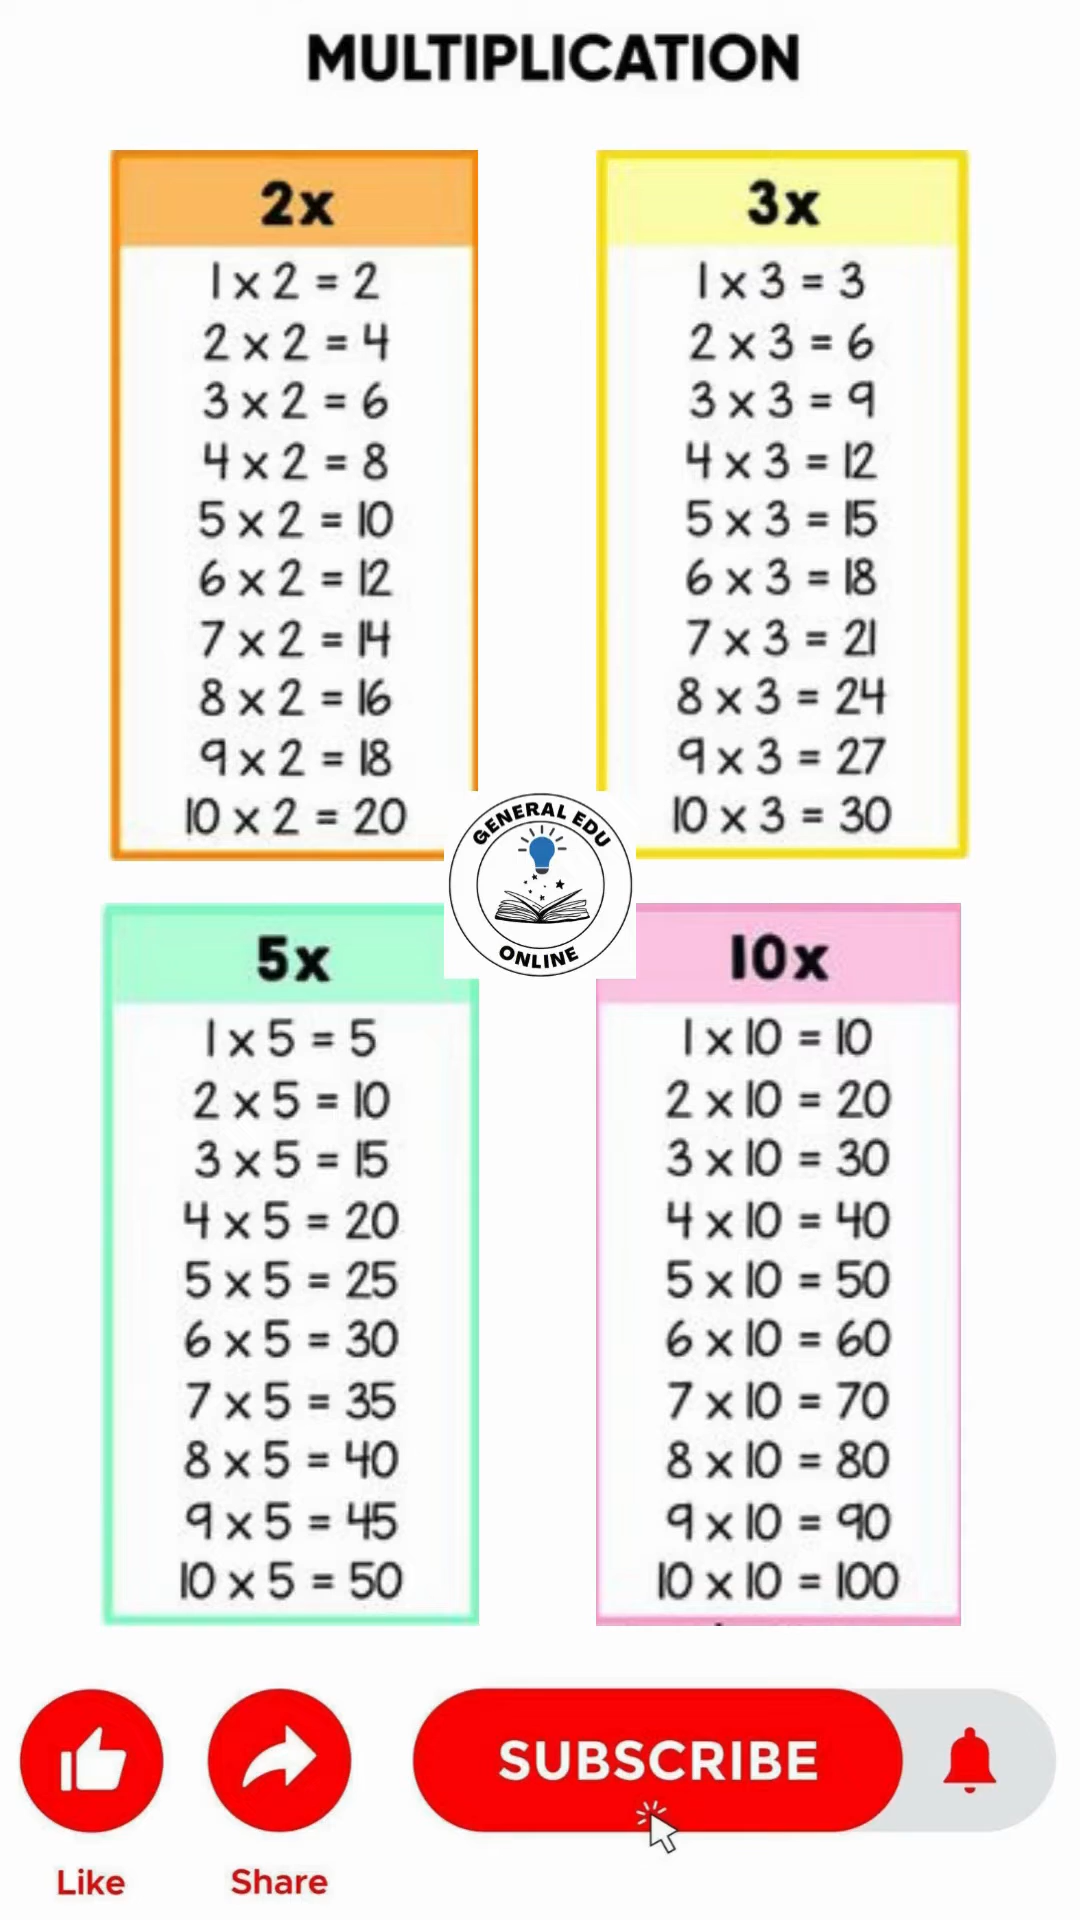 MULTIPLICATION
2x
1 x 2 = 2
2 x 2 = 4
3 x 2 = 6
4 x 2 = 8
5 x 2 = 10
6 x 2 = 12
7 x 2 = 14
8 x 2 = 16
9 x 2 = 18
10 x 2 = 20
3x
1 x 3 = 3
2 x 3 = 6
3 x 3 = 9
4 x 3 = 12
5 x 3 = 15
6 x 3 = 18
7 x 3 = 21
8 x 3 = 24
9 x 3 = 27
10 x 3 = 30
GENERAL EDU
ONLINE
5x
1 x 5 = 5
2 x 5 = 10
3 x 5 = 15
4 x 5 = 20
5 x 5 = 25
6 x 5 = 30
7 x 5 = 35
8 x 5 = 40
9 x 5 = 45
10 x 5 = 50
10x
1 x 10 = 10
2 x 10 = 20
3 x 10 = 30
4 x 10 = 40
5 x 10 = 50
6 x 10 = 60
7 x 10 = 70
8 x 10 = 80
9 x 10 = 90
10 x 10 = 100
SUBSCRIBE
Like
Share